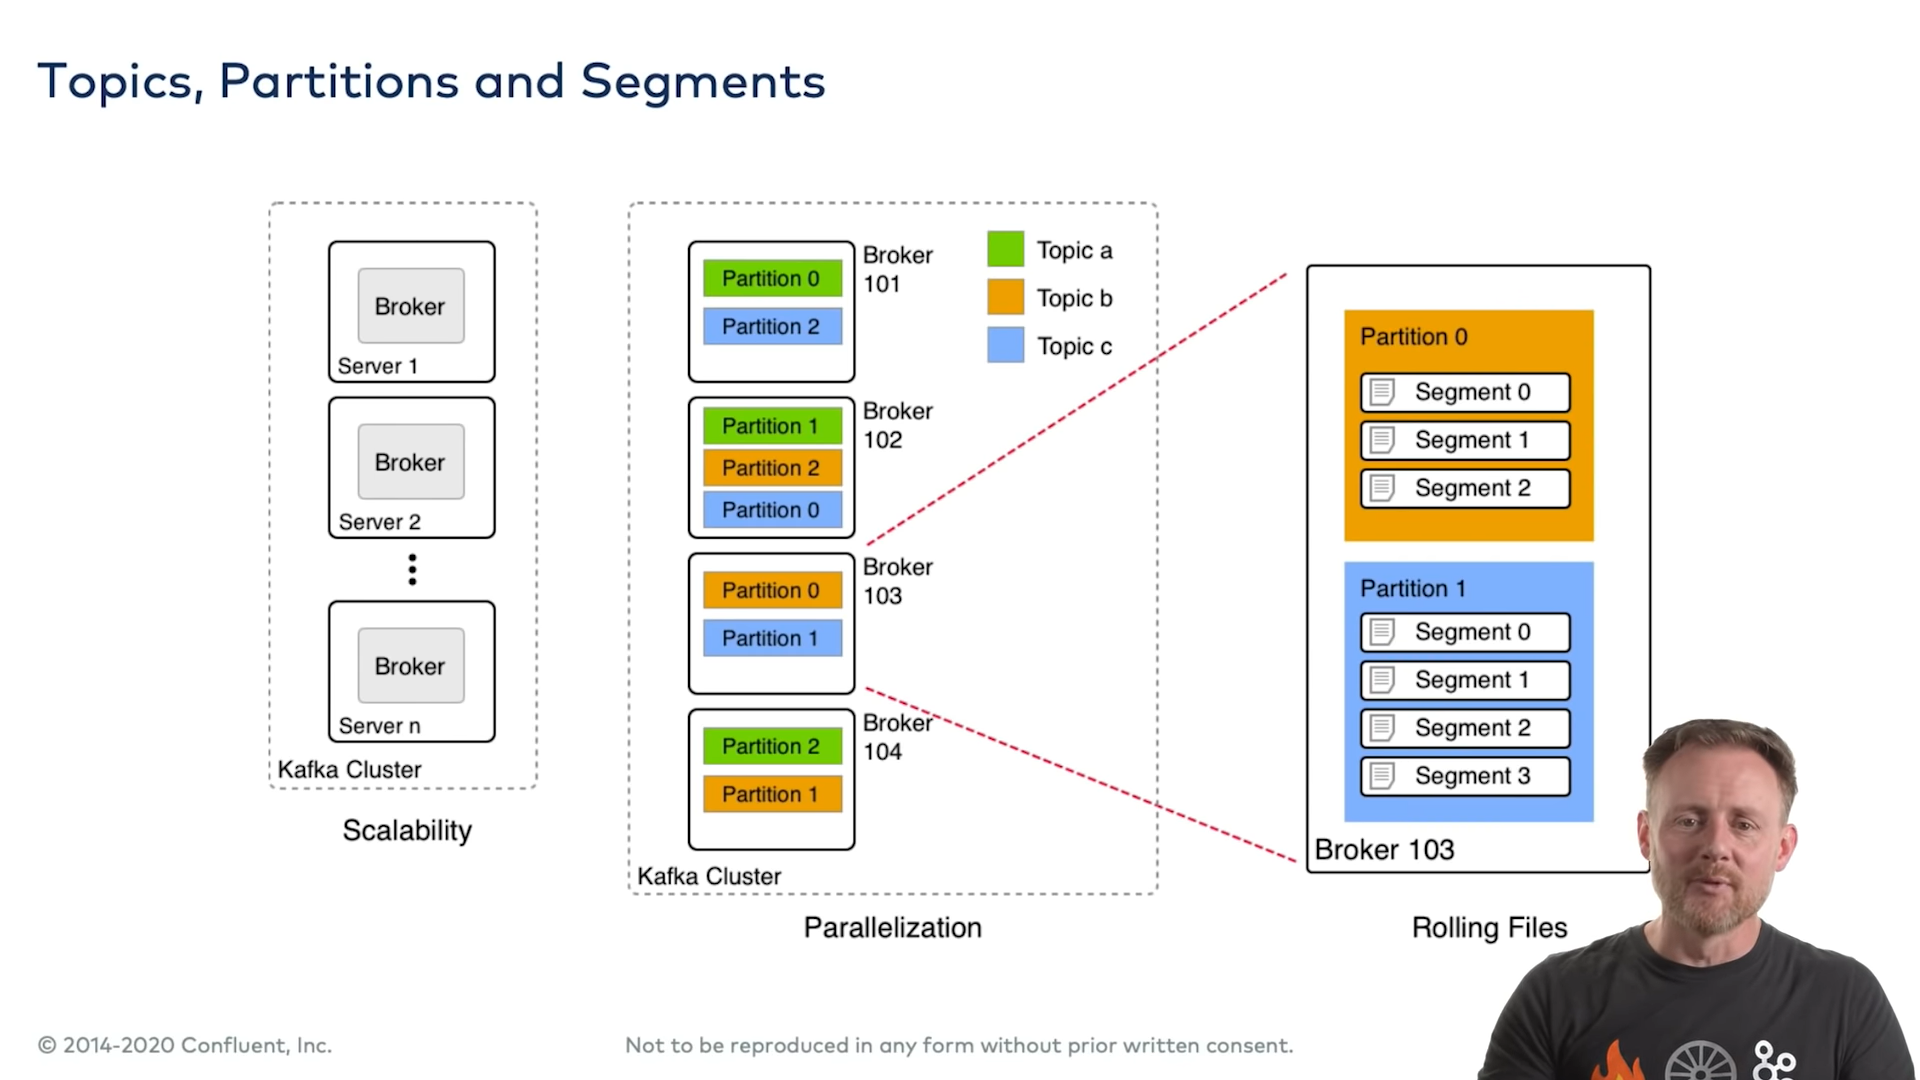 Topics, Partitions and Segments
Broker
Server 1
Broker
Server 2
Broker
Server n
Kafka Cluster
Scalability
Partition 0
Partition 2
Broker
101
Partition 1
Partition 2
Partition 0
Broker
102
Partition 0
Partition 1
Broker
103
Partition 2
Partition 1
Broker
104
Topic a
Topic b
Topic c
Kafka Cluster
Parallelization
Partition 0
Segment 0
Segment 1
Segment 2
Partition 1
Segment 0
Segment 1
Segment 2
Segment 3
Broker 103
Rolling Files
© 2014-2020 Confluent, Inc.
Not to be reproduced in any form without prior written consent.